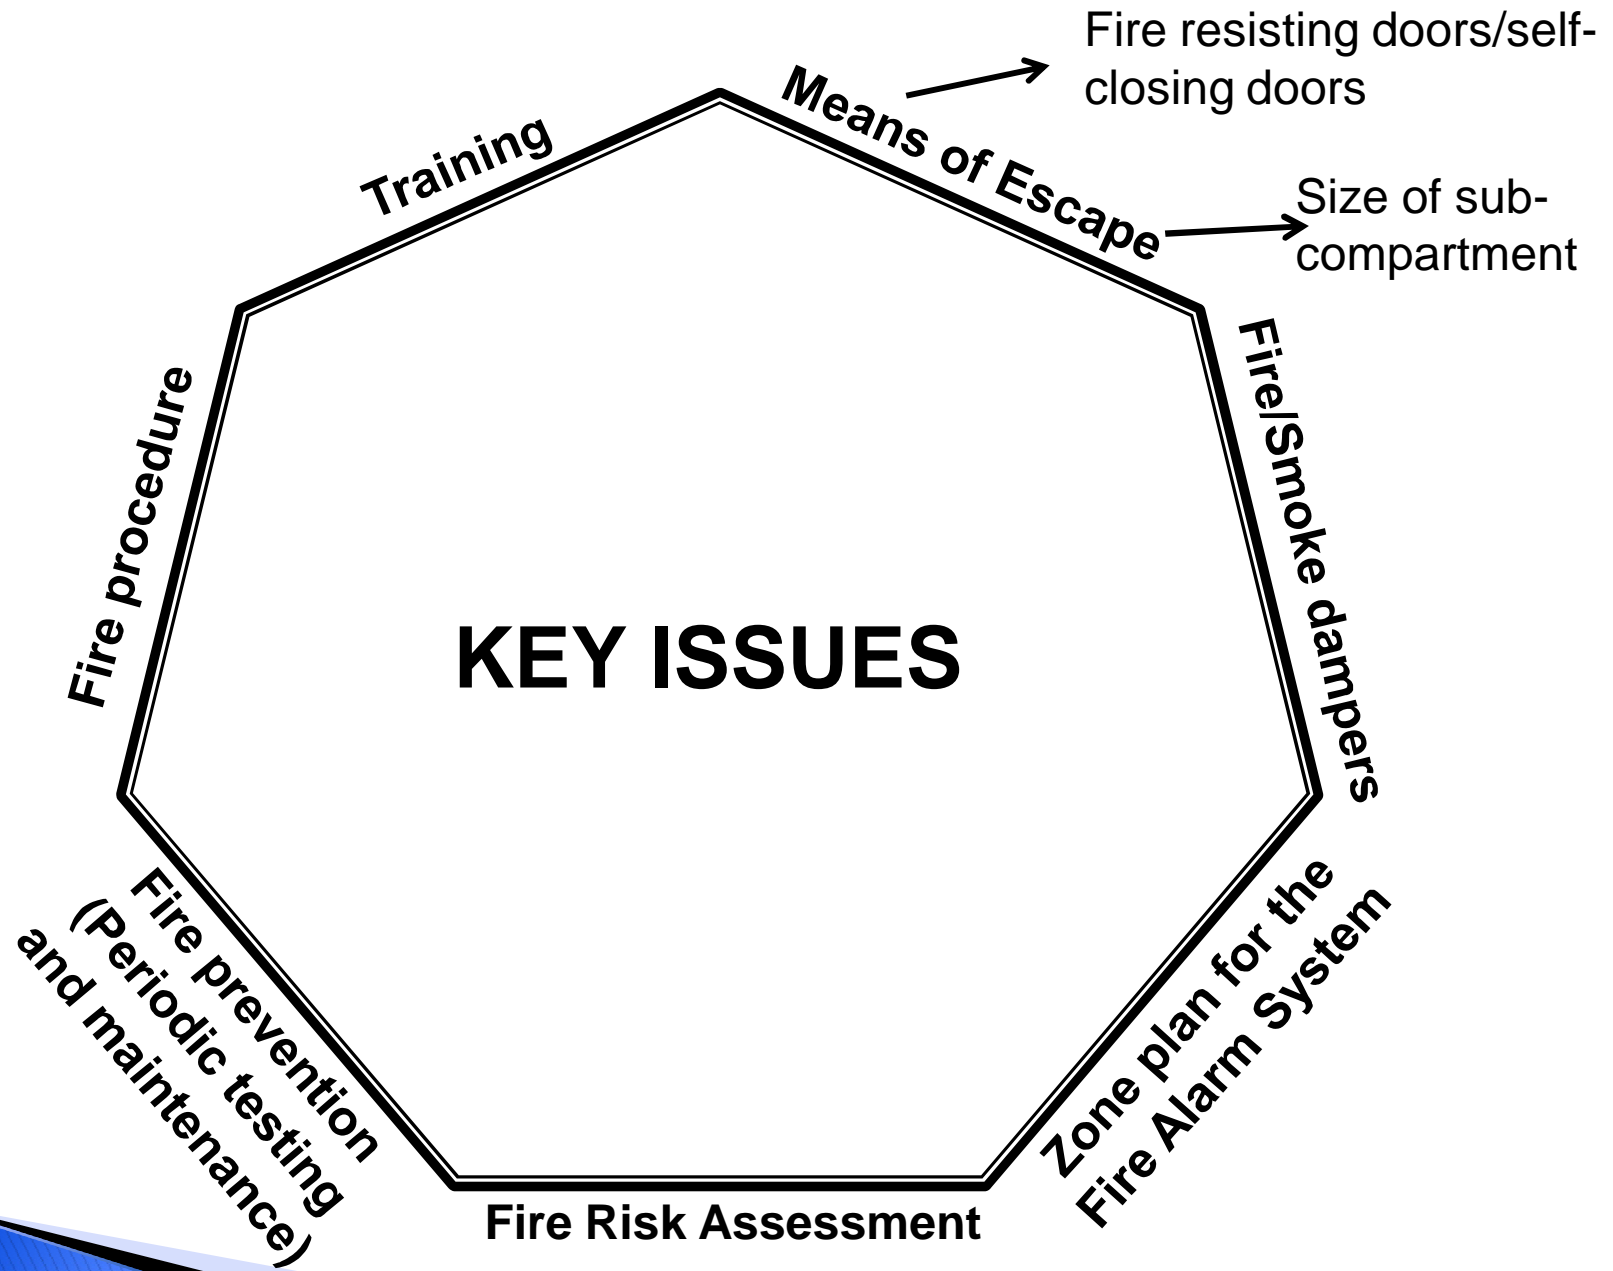 Fire resisting doors/self-
closing doors
Means of Escape
Size of sub-
compartment
Training
Fire/Smoke dampers
Fire procedure
KEY ISSUES
Zone plan for the
Fire Alarm System
Fire prevention
(Periodic testing
and maintenance)
Fire Risk Assessment